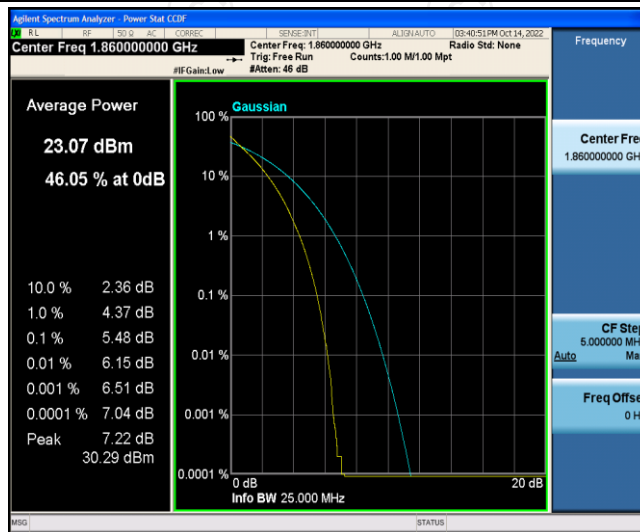 Agilent Spectrum Analyzer - Power Stat CCDF
RL RF 50 Ω AC CORREC SENSE:INT ALIGNAUTO 03:40:51 PM Oct 14, 2022
Center Freq 1.860000000 GHz
Center Freq: 1.860000000 GHz Radio Std: None
Trig: Free Run Counts:1.00 M/1.00 Mpt
#IFGain:Low #Atten: 46 dB
Frequency
Average Power
23.07 dBm
46.05 % at 0dB
10.0 % 2.36 dB
1.0 % 4.37 dB
0.1 % 5.48 dB
0.01 % 6.15 dB
0.001 % 6.51 dB
0.0001 % 7.04 dB
Peak 7.22 dB
30.29 dBm
Gaussian
100 %
10 %
1 %
0.1 %
0.01 %
0.001 %
0.0001 %
0 dB 20 dB
Info BW 25.000 MHz
Center Fre
1.860000000 GH
CF Step
5.000000 MH
Auto Ma
Freq Offse
0 H
MSG STATUS